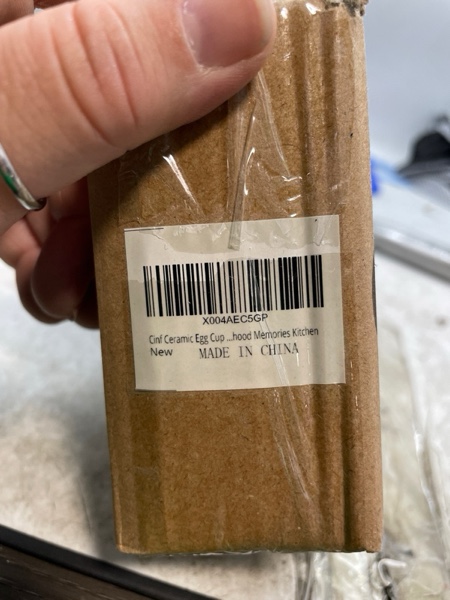 X004AEC5GP
Cinf Ceramic Egg Cup ...hood Memories Kitchen
New MADE IN CHINA